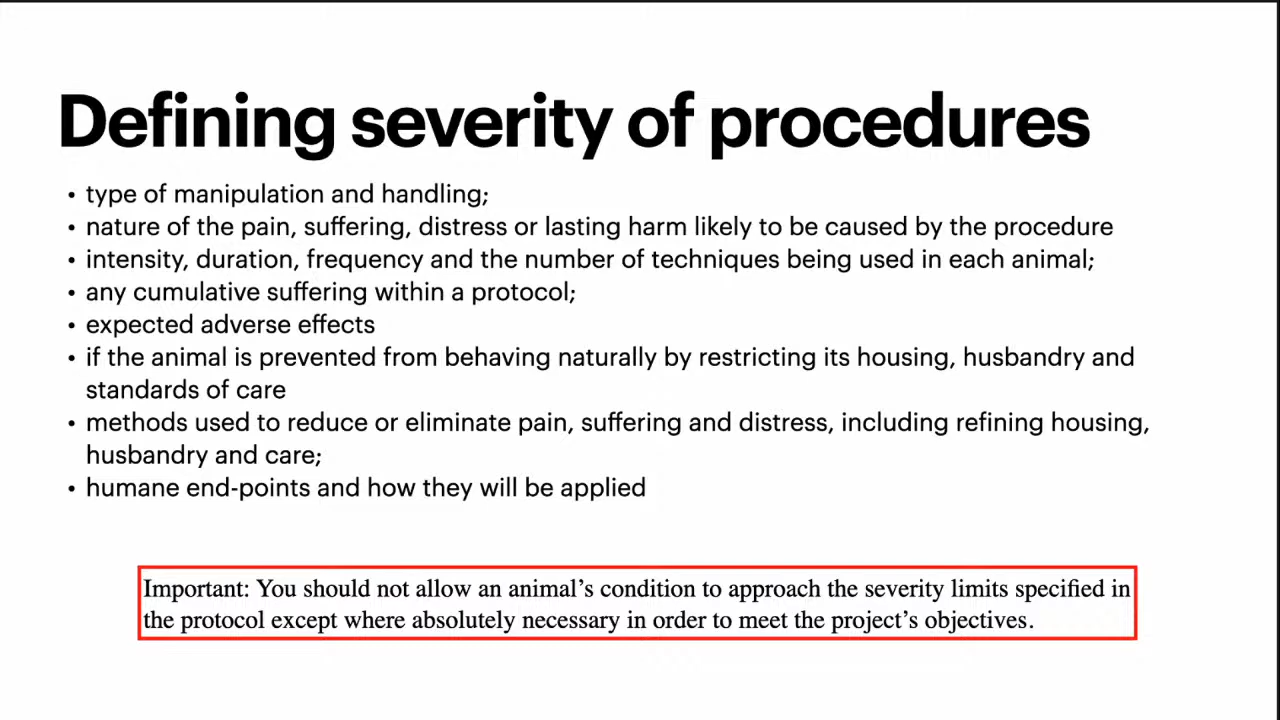 Defining severity of procedures
• type of manipulation and handling;
• nature of the pain, suffering, distress or lasting harm likely to be caused by the procedure
• intensity, duration, frequency and the number of techniques being used in each animal;
• any cumulative suffering within a protocol;
• expected adverse effects
• if the animal is prevented from behaving naturally by restricting its housing, husbandry and
standards of care
• methods used to reduce or eliminate pain, suffering and distress, including refining housing,
husbandry and care;
• humane end-points and how they will be applied
Important: You should not allow an animal’s condition to approach the severity limits specified in
the protocol except where absolutely necessary in order to meet the project’s objectives.